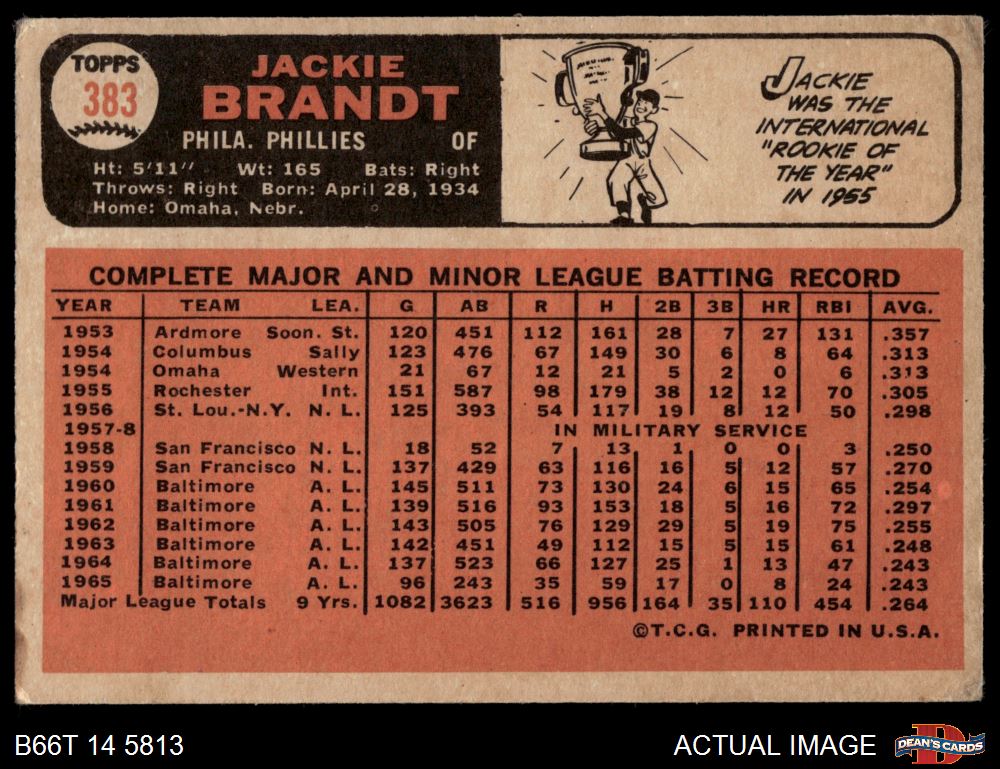 TOPPS
383
JACKIE
BRANDT
PHILA. PHILLIES OF
Ht: 5'11" Wt: 165 Bats: Right
Throws: Right Born: April 28, 1934
Home: Omaha, Nebr.
JACKIE
WAS THE
INTERNATIONAL
"ROOKIE OF
THE YEAR"
IN 1955
COMPLETE MAJOR AND MINOR LEAGUE BATTING RECORD
YEAR TEAM LEA. G AB R H 2B 3B HR RBI AVG.
1953 Ardmore Soon. St. 120 451 112 161 28 7 27 131 .357
1954 Columbus Sally 123 476 67 149 30 6 8 64 .313
1954 Omaha Western 21 67 12 21 5 2 0 6 .313
1955 Rochester Int. 151 587 98 179 38 12 12 70 .305
1956 St. Lou.-N.Y. N. L. 125 393 54 117 19 8 12 50 .298
1957-8 IN MILITARY SERVICE
1958 San Francisco N. L. 18 52 7 13 1 0 0 3 .250
1959 San Francisco N. L. 137 429 63 116 16 5 12 57 .270
1960 Baltimore A. L. 145 511 73 130 24 6 15 65 .254
1961 Baltimore A. L. 139 516 93 153 18 5 16 72 .297
1962 Baltimore A. L. 143 505 76 129 29 5 19 75 .255
1963 Baltimore A. L. 142 451 49 112 15 5 15 61 .248
1964 Baltimore A. L. 137 523 66 127 25 1 13 47 .243
1965 Baltimore A. L. 96 243 35 59 17 0 8 24 .243
Major League Totals 9 Yrs. 1082 3623 516 956 164 35 110 454 .264
©T.C.G. PRINTED IN U.S.A.
B66T 14 5813
ACTUAL IMAGE
DEAN'S CARDS